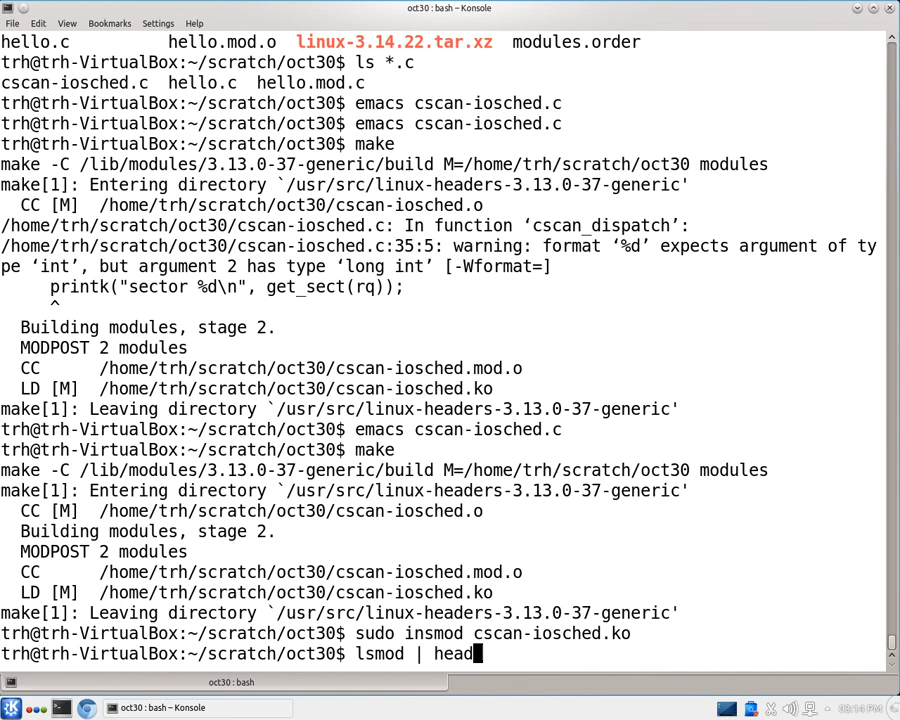 oct30 : bash – Konsole
File Edit View Bookmarks Settings Help
hello.c hello.mod.o linux-3.14.22.tar.xz modules.order
trh@trh-VirtualBox:~/scratch/oct30$ ls *.c
cscan-iosched.c hello.c hello.mod.c
trh@trh-VirtualBox:~/scratch/oct30$ emacs cscan-iosched.c
trh@trh-VirtualBox:~/scratch/oct30$ emacs cscan-iosched.c
trh@trh-VirtualBox:~/scratch/oct30$ make
make -C /lib/modules/3.13.0-37-generic/build M=/home/trh/scratch/oct30 modules
make[1]: Entering directory `/usr/src/linux-headers-3.13.0-37-generic'
CC [M] /home/trh/scratch/oct30/cscan-iosched.o
/home/trh/scratch/oct30/cscan-iosched.c: In function ‘cscan_dispatch’:
/home/trh/scratch/oct30/cscan-iosched.c:35:5: warning: format ‘%d’ expects argument of ty
pe ‘int’, but argument 2 has type ‘long int’ [-Wformat=]
printk("sector %d\n", get_sect(rq));
^
Building modules, stage 2.
MODPOST 2 modules
CC /home/trh/scratch/oct30/cscan-iosched.mod.o
LD [M] /home/trh/scratch/oct30/cscan-iosched.ko
make[1]: Leaving directory `/usr/src/linux-headers-3.13.0-37-generic'
trh@trh-VirtualBox:~/scratch/oct30$ emacs cscan-iosched.c
trh@trh-VirtualBox:~/scratch/oct30$ make
make -C /lib/modules/3.13.0-37-generic/build M=/home/trh/scratch/oct30 modules
make[1]: Entering directory `/usr/src/linux-headers-3.13.0-37-generic'
CC [M] /home/trh/scratch/oct30/cscan-iosched.o
Building modules, stage 2.
MODPOST 2 modules
CC /home/trh/scratch/oct30/cscan-iosched.mod.o
LD [M] /home/trh/scratch/oct30/cscan-iosched.ko
make[1]: Leaving directory `/usr/src/linux-headers-3.13.0-37-generic'
trh@trh-VirtualBox:~/scratch/oct30$ sudo insmod cscan-iosched.ko
trh@trh-VirtualBox:~/scratch/oct30$ lsmod | head
oct30 : bash
oct30 : bash – Konsole
03:14 PM